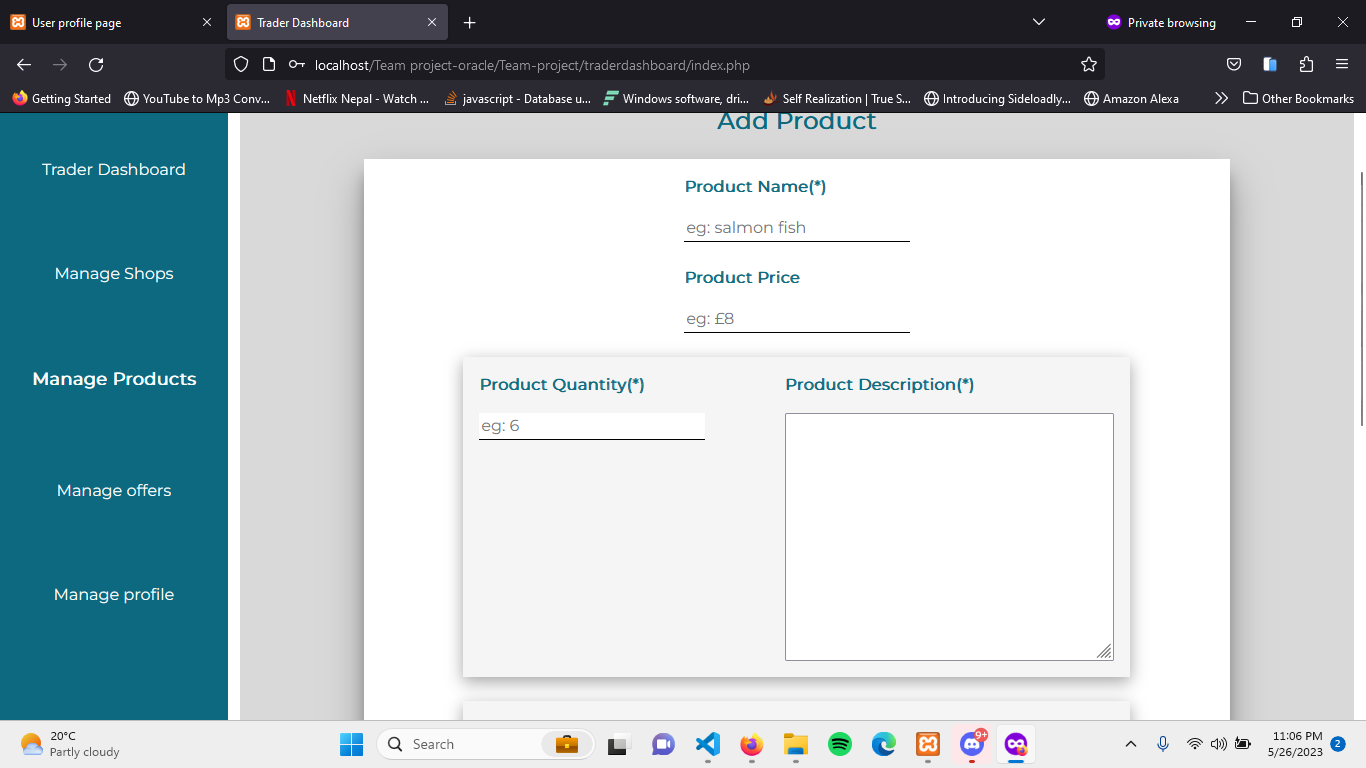 User profile page
Trader Dashboard
Private browsing
localhost/Team project-oracle/Team-project/traderdashboard/index.php
Getting Started
YouTube to Mp3 Conv...
Netflix Nepal - Watch ...
javascript - Database u...
Windows software, dri...
Self Realization | True S...
Introducing Sideloadly...
Amazon Alexa
Other Bookmarks
Trader Dashboard
Manage Shops
Manage Products
Manage offers
Manage profile
Add Product
Product Name(*)
eg: salmon fish
Product Price
eg: £8
Product Quantity(*)
eg: 6
Product Description(*)
20°C
Partly cloudy
Search
9+
11:06 PM
5/26/2023
2